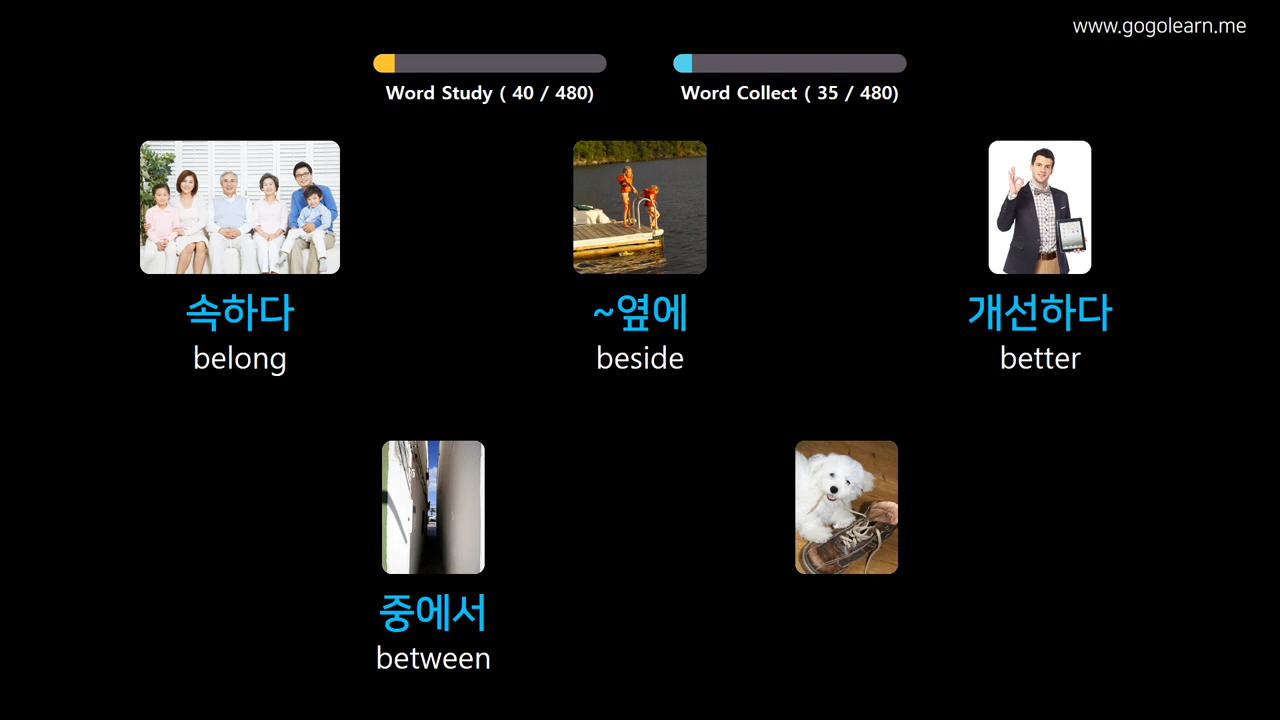 www.gogolearn.me
Word Study ( 40 / 480)
Word Collect ( 35 / 480)
속하다
belong
~옆에
beside
개선하다
better
중에서
between